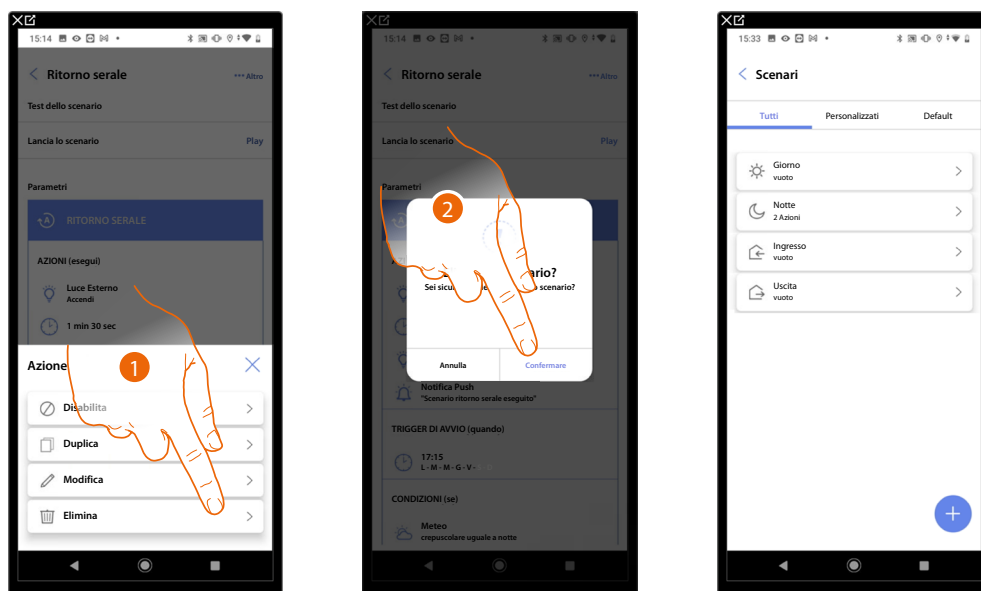 15:14
Ritorno serale
Altro
Test dello scenario
Lancia lo scenario
Play
Parametri
RITORNO SERALE
AZIONI (esegui)
Luce Esterno
Accendi
1 min 30 sec
Azione
1
Disabilita
Duplica
Modifica
Elimina
15:14
Ritorno serale
Altro
Test dello scenario
Lancia lo scenario
Play
Parametri
2
Sei scenario?
Annulla
Confermare
Notifica Push
"Scenario ritorno serale eseguito"
TRIGGER DI AVVIO (quando)
17:15
L - M - M - G - V -
CONDIZIONI (se)
Meteo
crepuscolare uguale a notte
15:33
Scenari
Tutti
Personalizzati
Default
Giorno
vuoto
Notte
2 Azioni
Ingresso
vuoto
Uscita
vuoto